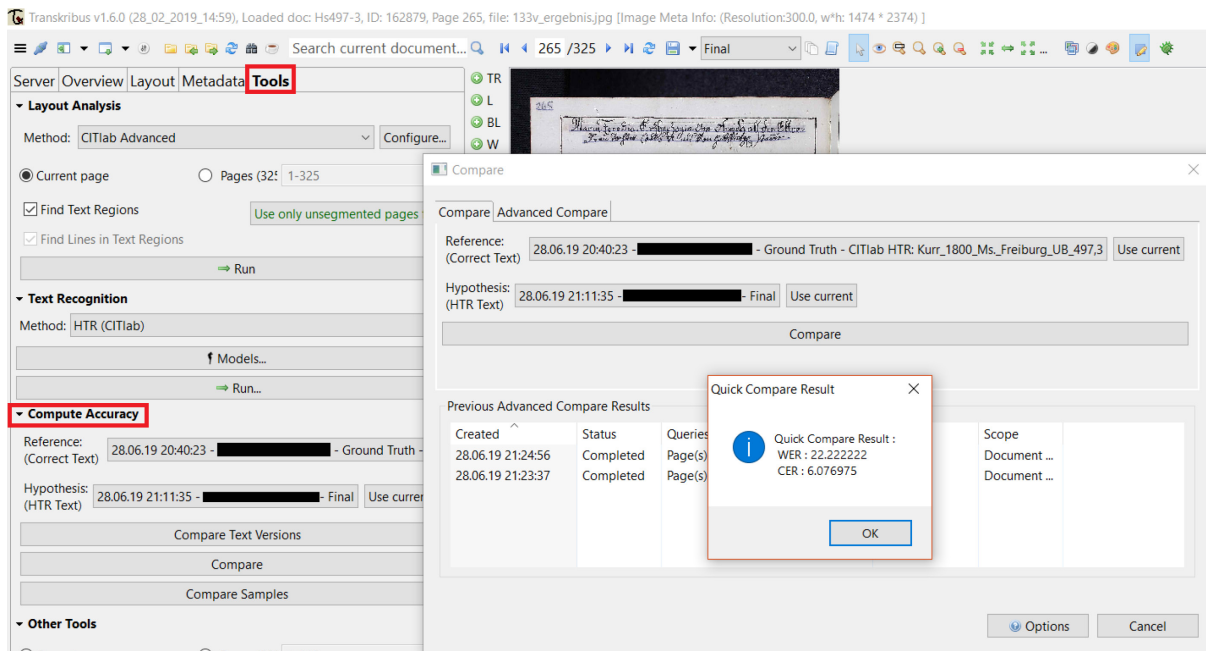 Transkribus v1.6.0 (28_02_2019_14:59), Loaded doc: Hs497-3, ID: 162879, Page 265, file: 133v_ergebnis.jpg [Image Meta Info: (Resolution:300.0, w*h: 1474 * 2374) ]
Search current document... 265 /325 Final
Server Overview Layout Metadata Tools
TR
Layout Analysis
L
265
BL
Method: CITlab Advanced Configure...
W
Compare
Current page Pages (325 1-325
Find Text Regions
Use only unsegmented pages
Find Lines in Text Regions
Run
Text Recognition
Method: HTR (CITlab)
Models...
Run...
Compute Accuracy
Reference:
(Correct Text)
28.06.19 20:40:23 - - Ground Truth -
Hypothesis:
(HTR Text)
28.06.19 21:11:35 - - Final Use currer
Compare Text Versions
Compare
Compare Samples
Other Tools
Compare Advanced Compare
Reference:
(Correct Text)
28.06.19 20:40:23 - - Ground Truth - CITlab HTR: Kurr_1800_Ms._Freiburg_UB_497,3 Use current
Hypothesis:
(HTR Text)
28.06.19 21:11:35 - - Final Use current
Compare
Previous Advanced Compare Results
Created Status Queries Scope
28.06.19 21:24:56 Completed Page(s) Document ...
28.06.19 21:23:37 Completed Page(s) Document ...
Quick Compare Result
Quick Compare Result :
WER : 22.222222
CER : 6.076975
OK
Options Cancel